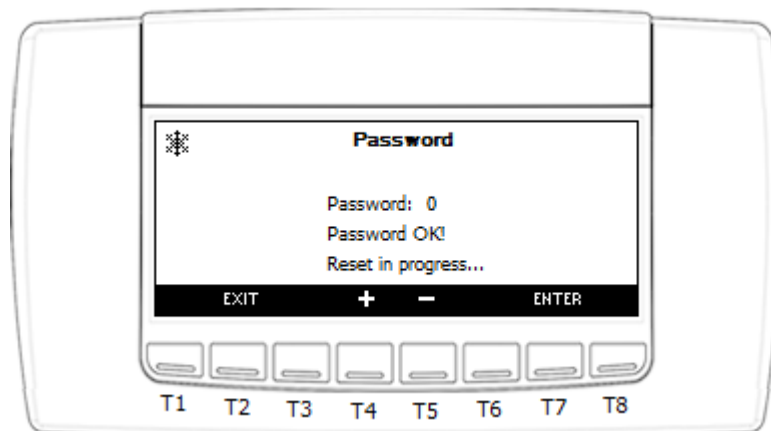 Password
Password: 0
Password OK!
Reset in progress...
EXIT + − ENTER
T1 T2 T3 T4 T5 T6 T7 T8